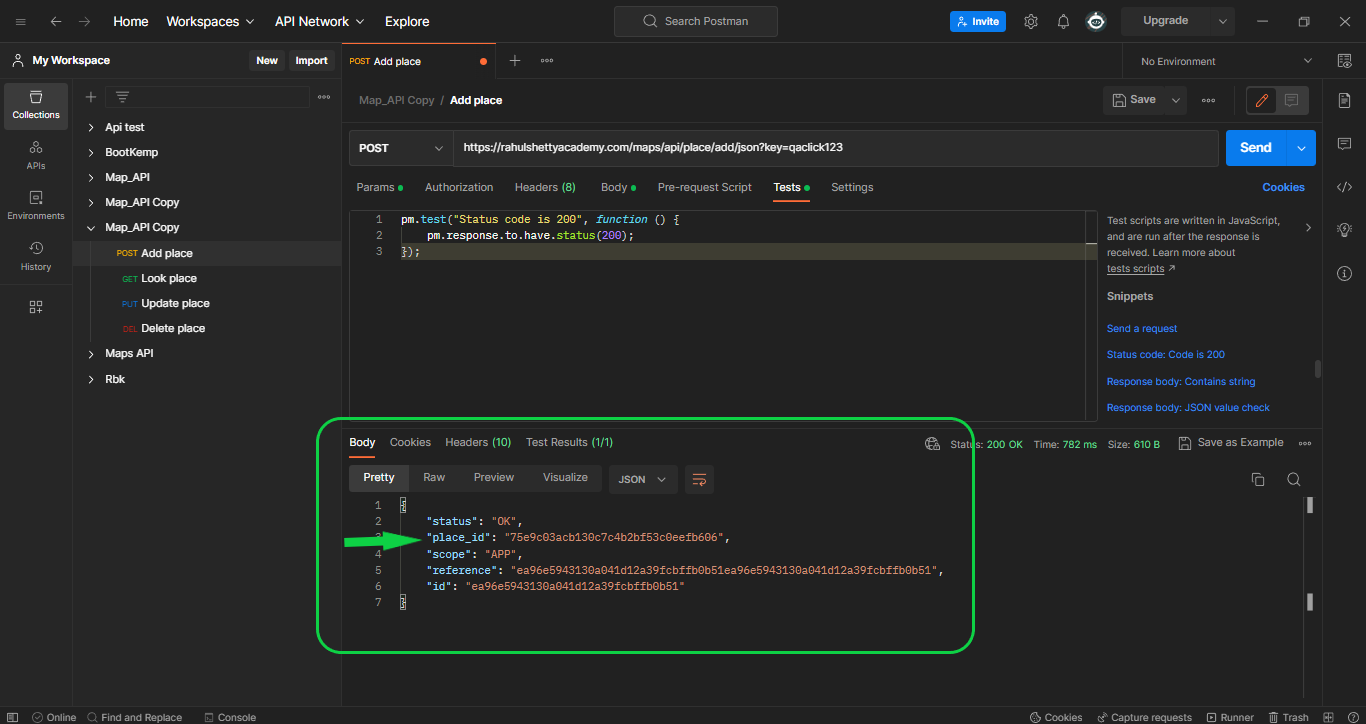 Home Workspaces API Network Explore Search Postman Invite Upgrade
My Workspace New Import POST Add place No Environment
Collections
APIs
Environments
History
Api test
BootKemp
Map_API
Map_API Copy
Map_API Copy
POST Add place
GET Look place
PUT Update place
DEL Delete place
Maps API
Rbk
Map_API Copy / Add place Save
POST https://rahulshettyacademy.com/maps/api/place/add/json?key=qaclick123 Send
Params Authorization Headers (8) Body Pre-request Script Tests Settings Cookies
1 pm.test("Status code is 200", function () {
2 pm.response.to.have.status(200);
3 });
Test scripts are written in JavaScript,
and are run after the response is
received. Learn more about
tests scripts
Snippets
Send a request
Status code: Code is 200
Response body: Contains string
Response body: JSON value check
Body Cookies Headers (10) Test Results (1/1) Status: 200 OK Time: 782 ms Size: 610 B Save as Example
Pretty Raw Preview Visualize JSON
1 {
2 "status": "OK",
3 "place_id": "75e9c03acb130c7c4b2bf53c0eefb606",
4 "scope": "APP",
5 "reference": "ea96e5943130a041d12a39fcbffb0b51ea96e5943130a041d12a39fcbffb0b51",
6 "id": "ea96e5943130a041d12a39fcbffb0b51"
7 }
Online Find and Replace Console Cookies Capture requests Runner Trash